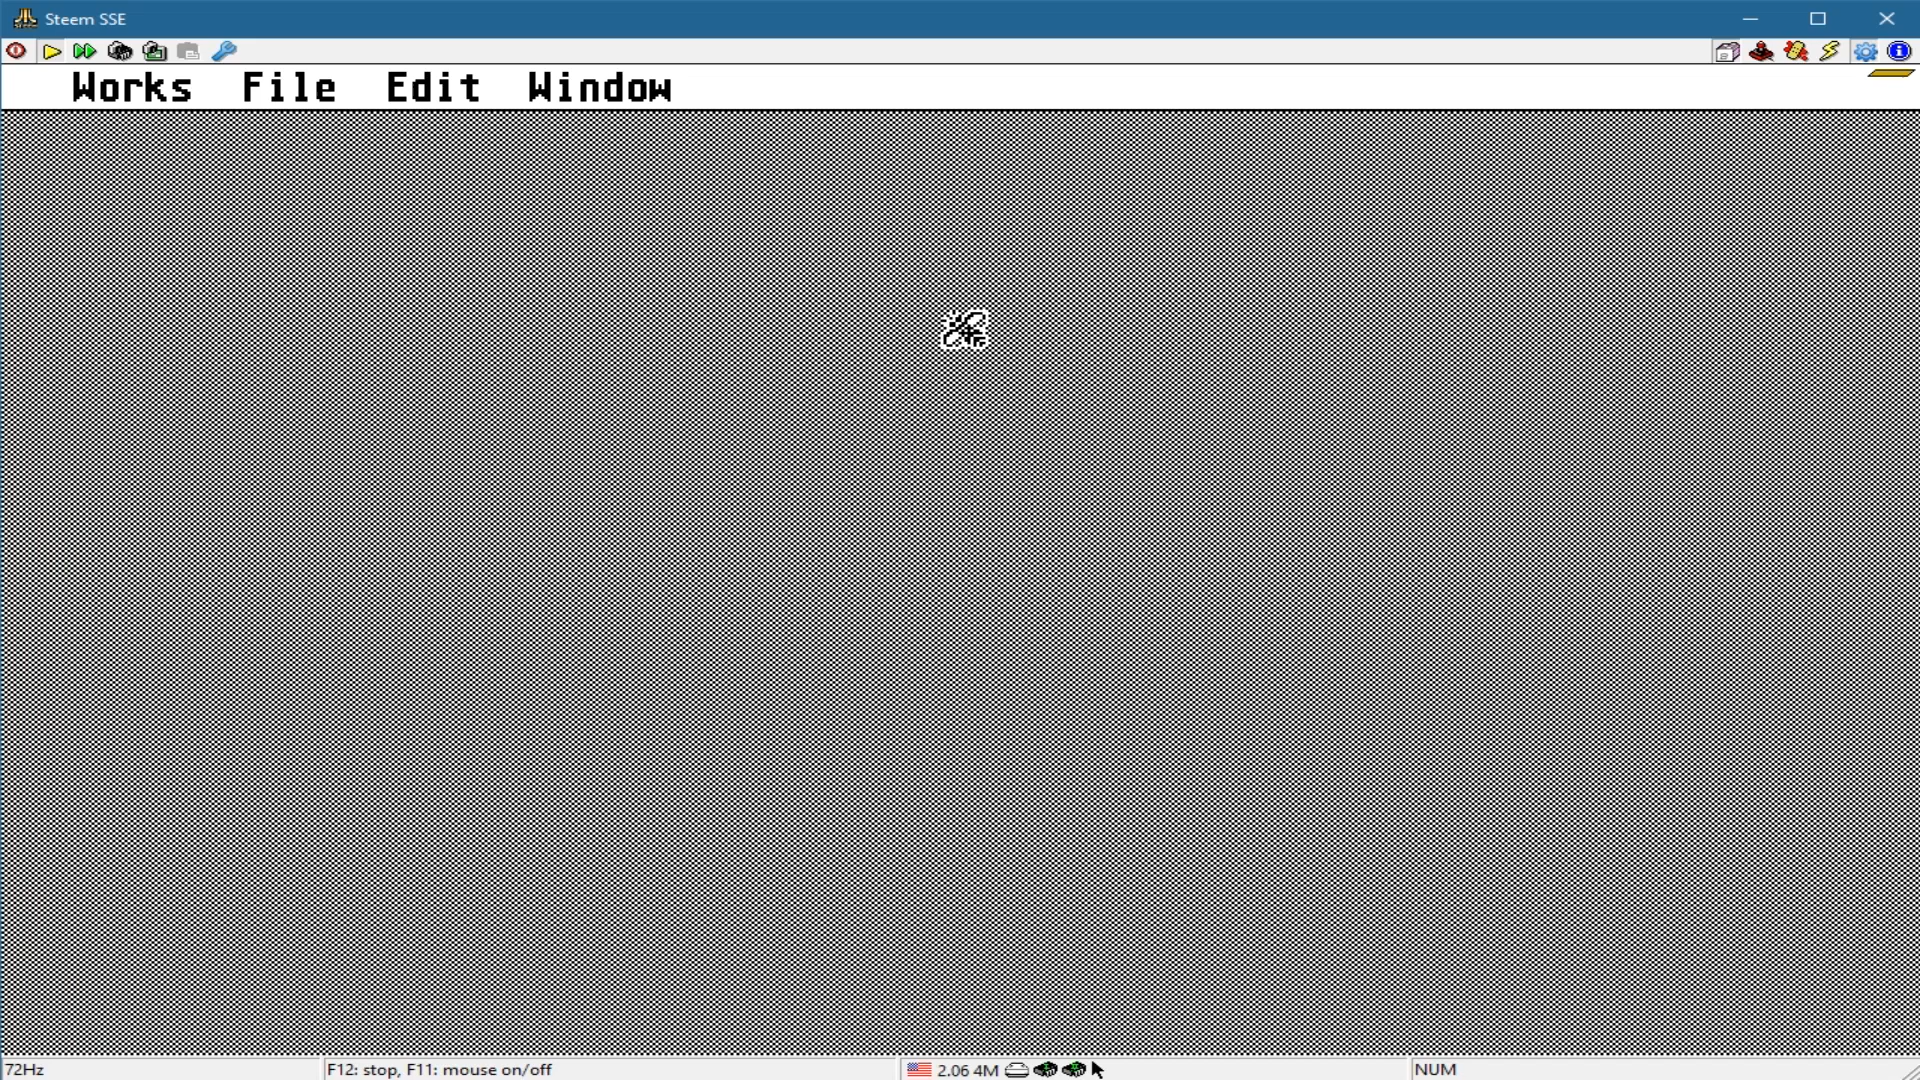 Steem SSE
Works File Edit Window
72Hz
F12: stop, F11: mouse on/off
2.06 4M
NUM